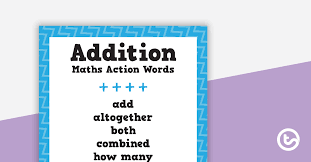 Addition
Maths Action Words
++++
add
altogether
both
combined
how many